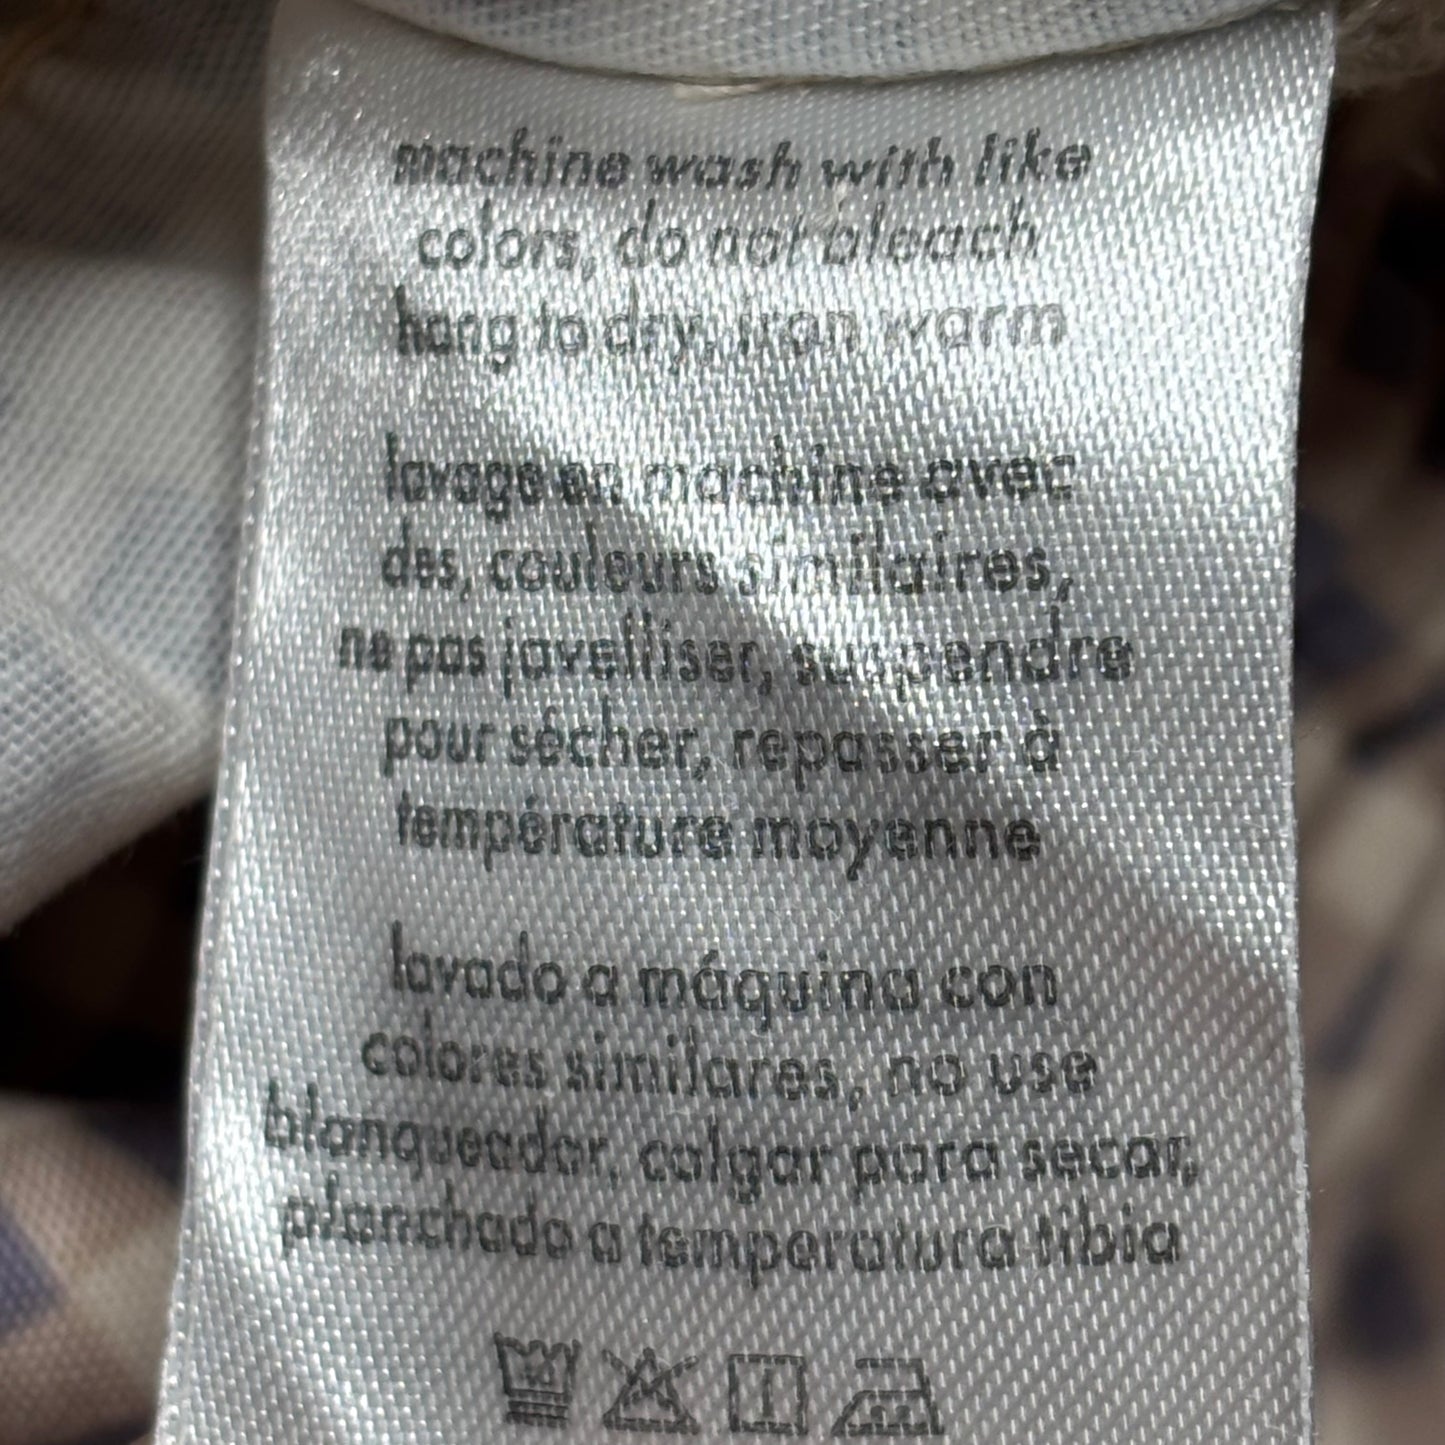 machine wash with like
colors, do not bleach
hang to dry, iron warm
lavage en machine avec
des, couleurs similaires,
ne pas javelliser, suspendre
pour sécher, repasser à
température moyenne
lavado a máquina con
colores similares, no use
blanqueador, colgar para secar,
planchado a temperatura tibia